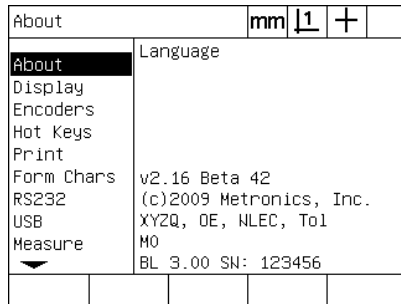 About mm 1
About
Display
Encoders
Hot Keys
Print
Form Chars
RS232
USB
Measure
Language
v2.16 Beta 42
(c)2009 Metronics, Inc.
XYZQ, OE, NLEC, Tol
M0
BL 3.00 SN: 123456